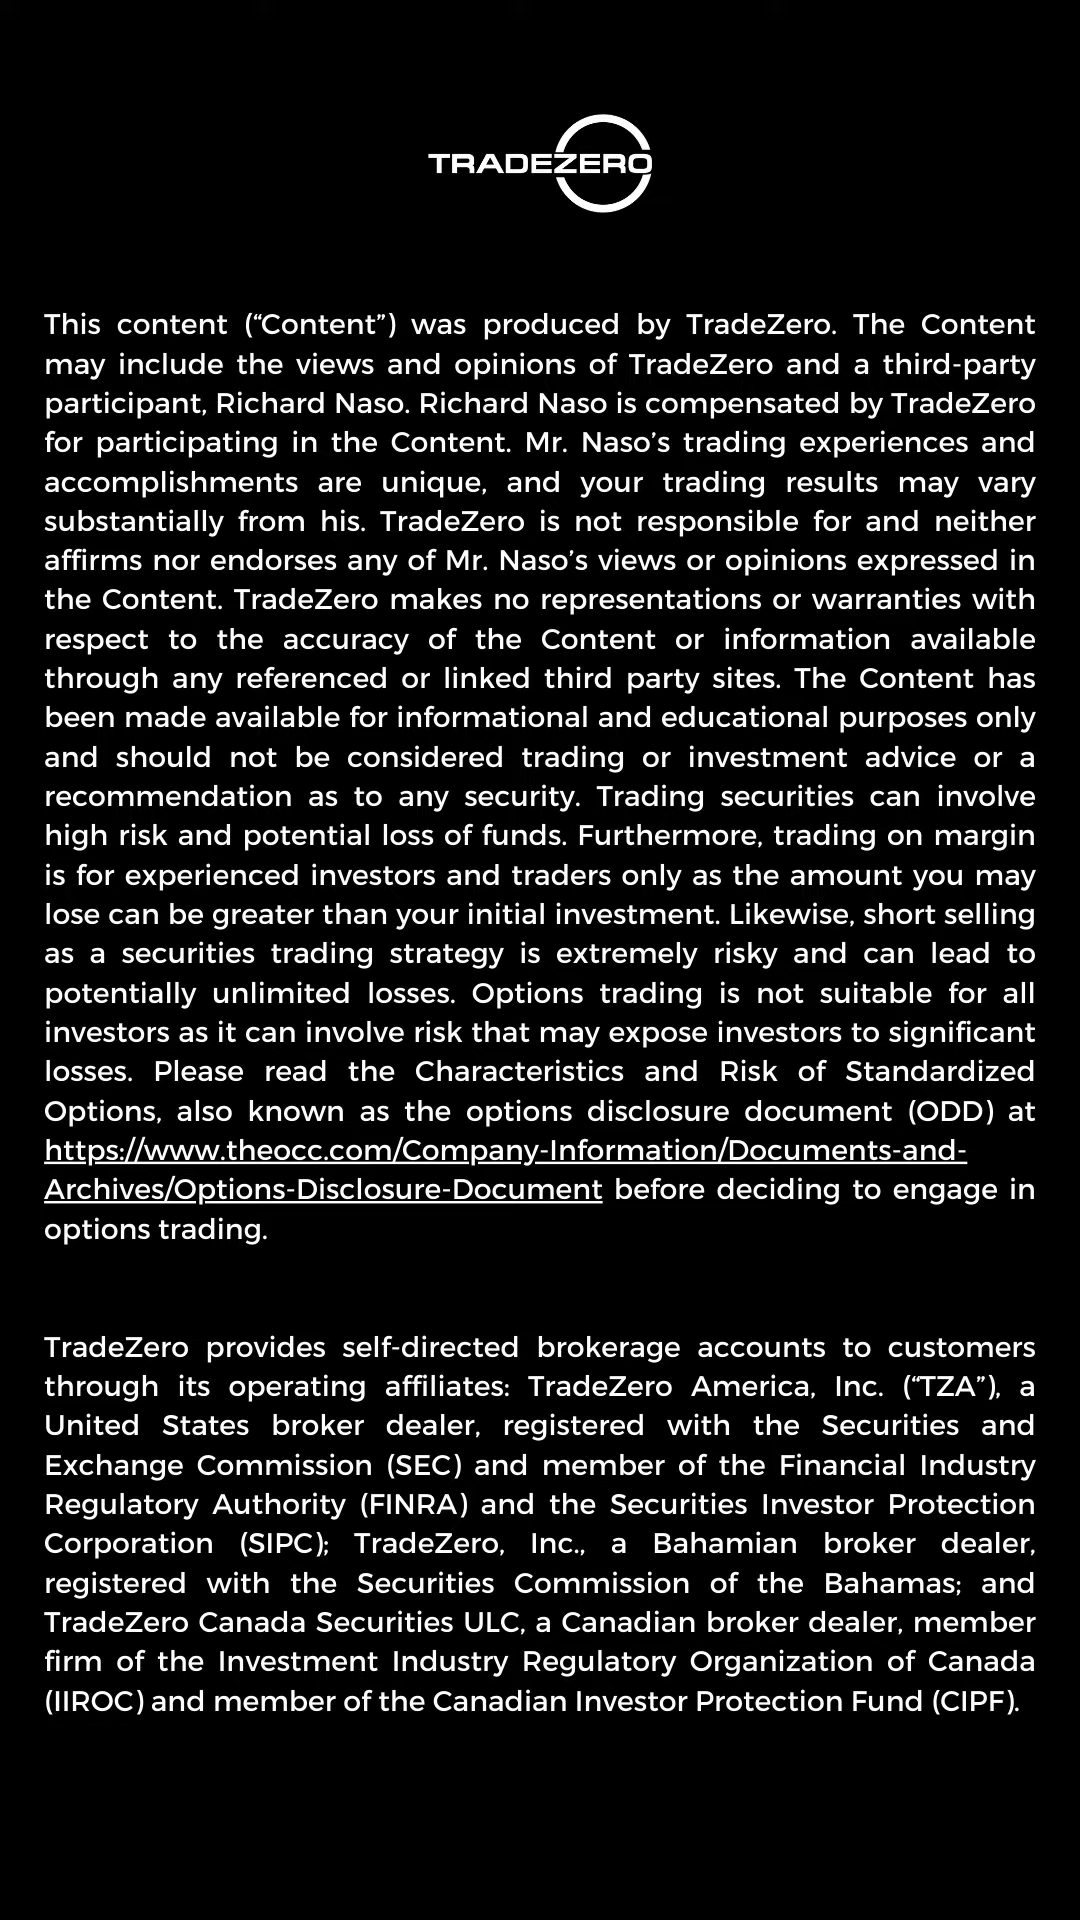 TRADEZERO
This content (“Content”) was produced by TradeZero. The Content
may include the views and opinions of TradeZero and a third-party
participant, Richard Naso. Richard Naso is compensated by TradeZero
for participating in the Content. Mr. Naso’s trading experiences and
accomplishments are unique, and your trading results may vary
substantially from his. TradeZero is not responsible for and neither
affirms nor endorses any of Mr. Naso’s views or opinions expressed in
the Content. TradeZero makes no representations or warranties with
respect to the accuracy of the Content or information available
through any referenced or linked third party sites. The Content has
been made available for informational and educational purposes only
and should not be considered trading or investment advice or a
recommendation as to any security. Trading securities can involve
high risk and potential loss of funds. Furthermore, trading on margin
is for experienced investors and traders only as the amount you may
lose can be greater than your initial investment. Likewise, short selling
as a securities trading strategy is extremely risky and can lead to
potentially unlimited losses. Options trading is not suitable for all
investors as it can involve risk that may expose investors to significant
losses. Please read the Characteristics and Risk of Standardized
Options, also known as the options disclosure document (ODD) at
https://www.theocc.com/Company-Information/Documents-and-
Archives/Options-Disclosure-Document before deciding to engage in
options trading.
TradeZero provides self-directed brokerage accounts to customers
through its operating affiliates: TradeZero America, Inc. (“TZA”), a
United States broker dealer, registered with the Securities and
Exchange Commission (SEC) and member of the Financial Industry
Regulatory Authority (FINRA) and the Securities Investor Protection
Corporation (SIPC); TradeZero, Inc., a Bahamian broker dealer,
registered with the Securities Commission of the Bahamas; and
TradeZero Canada Securities ULC, a Canadian broker dealer, member
firm of the Investment Industry Regulatory Organization of Canada
(IIROC) and member of the Canadian Investor Protection Fund (CIPF).